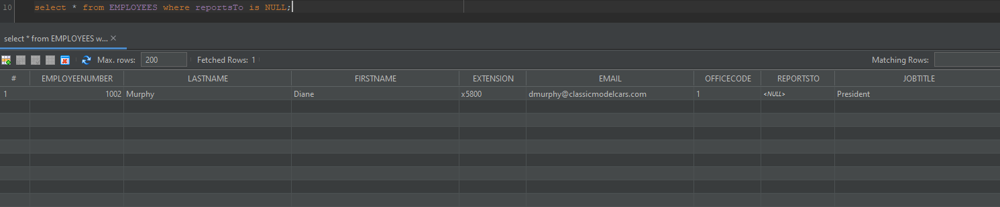 10 select * from EMPLOYEES where reportsTo is NULL;
select * from EMPLOYEES w... ×
Max. rows: 200 Fetched Rows: 1 Matching Rows:
# EMPLOYEENUMBER LASTNAME FIRSTNAME EXTENSION EMAIL OFFICECODE REPORTSTO JOBTITLE
1 1002 Murphy Diane x5800 dmurphy@classicmodelcars.com 1 <NULL> President